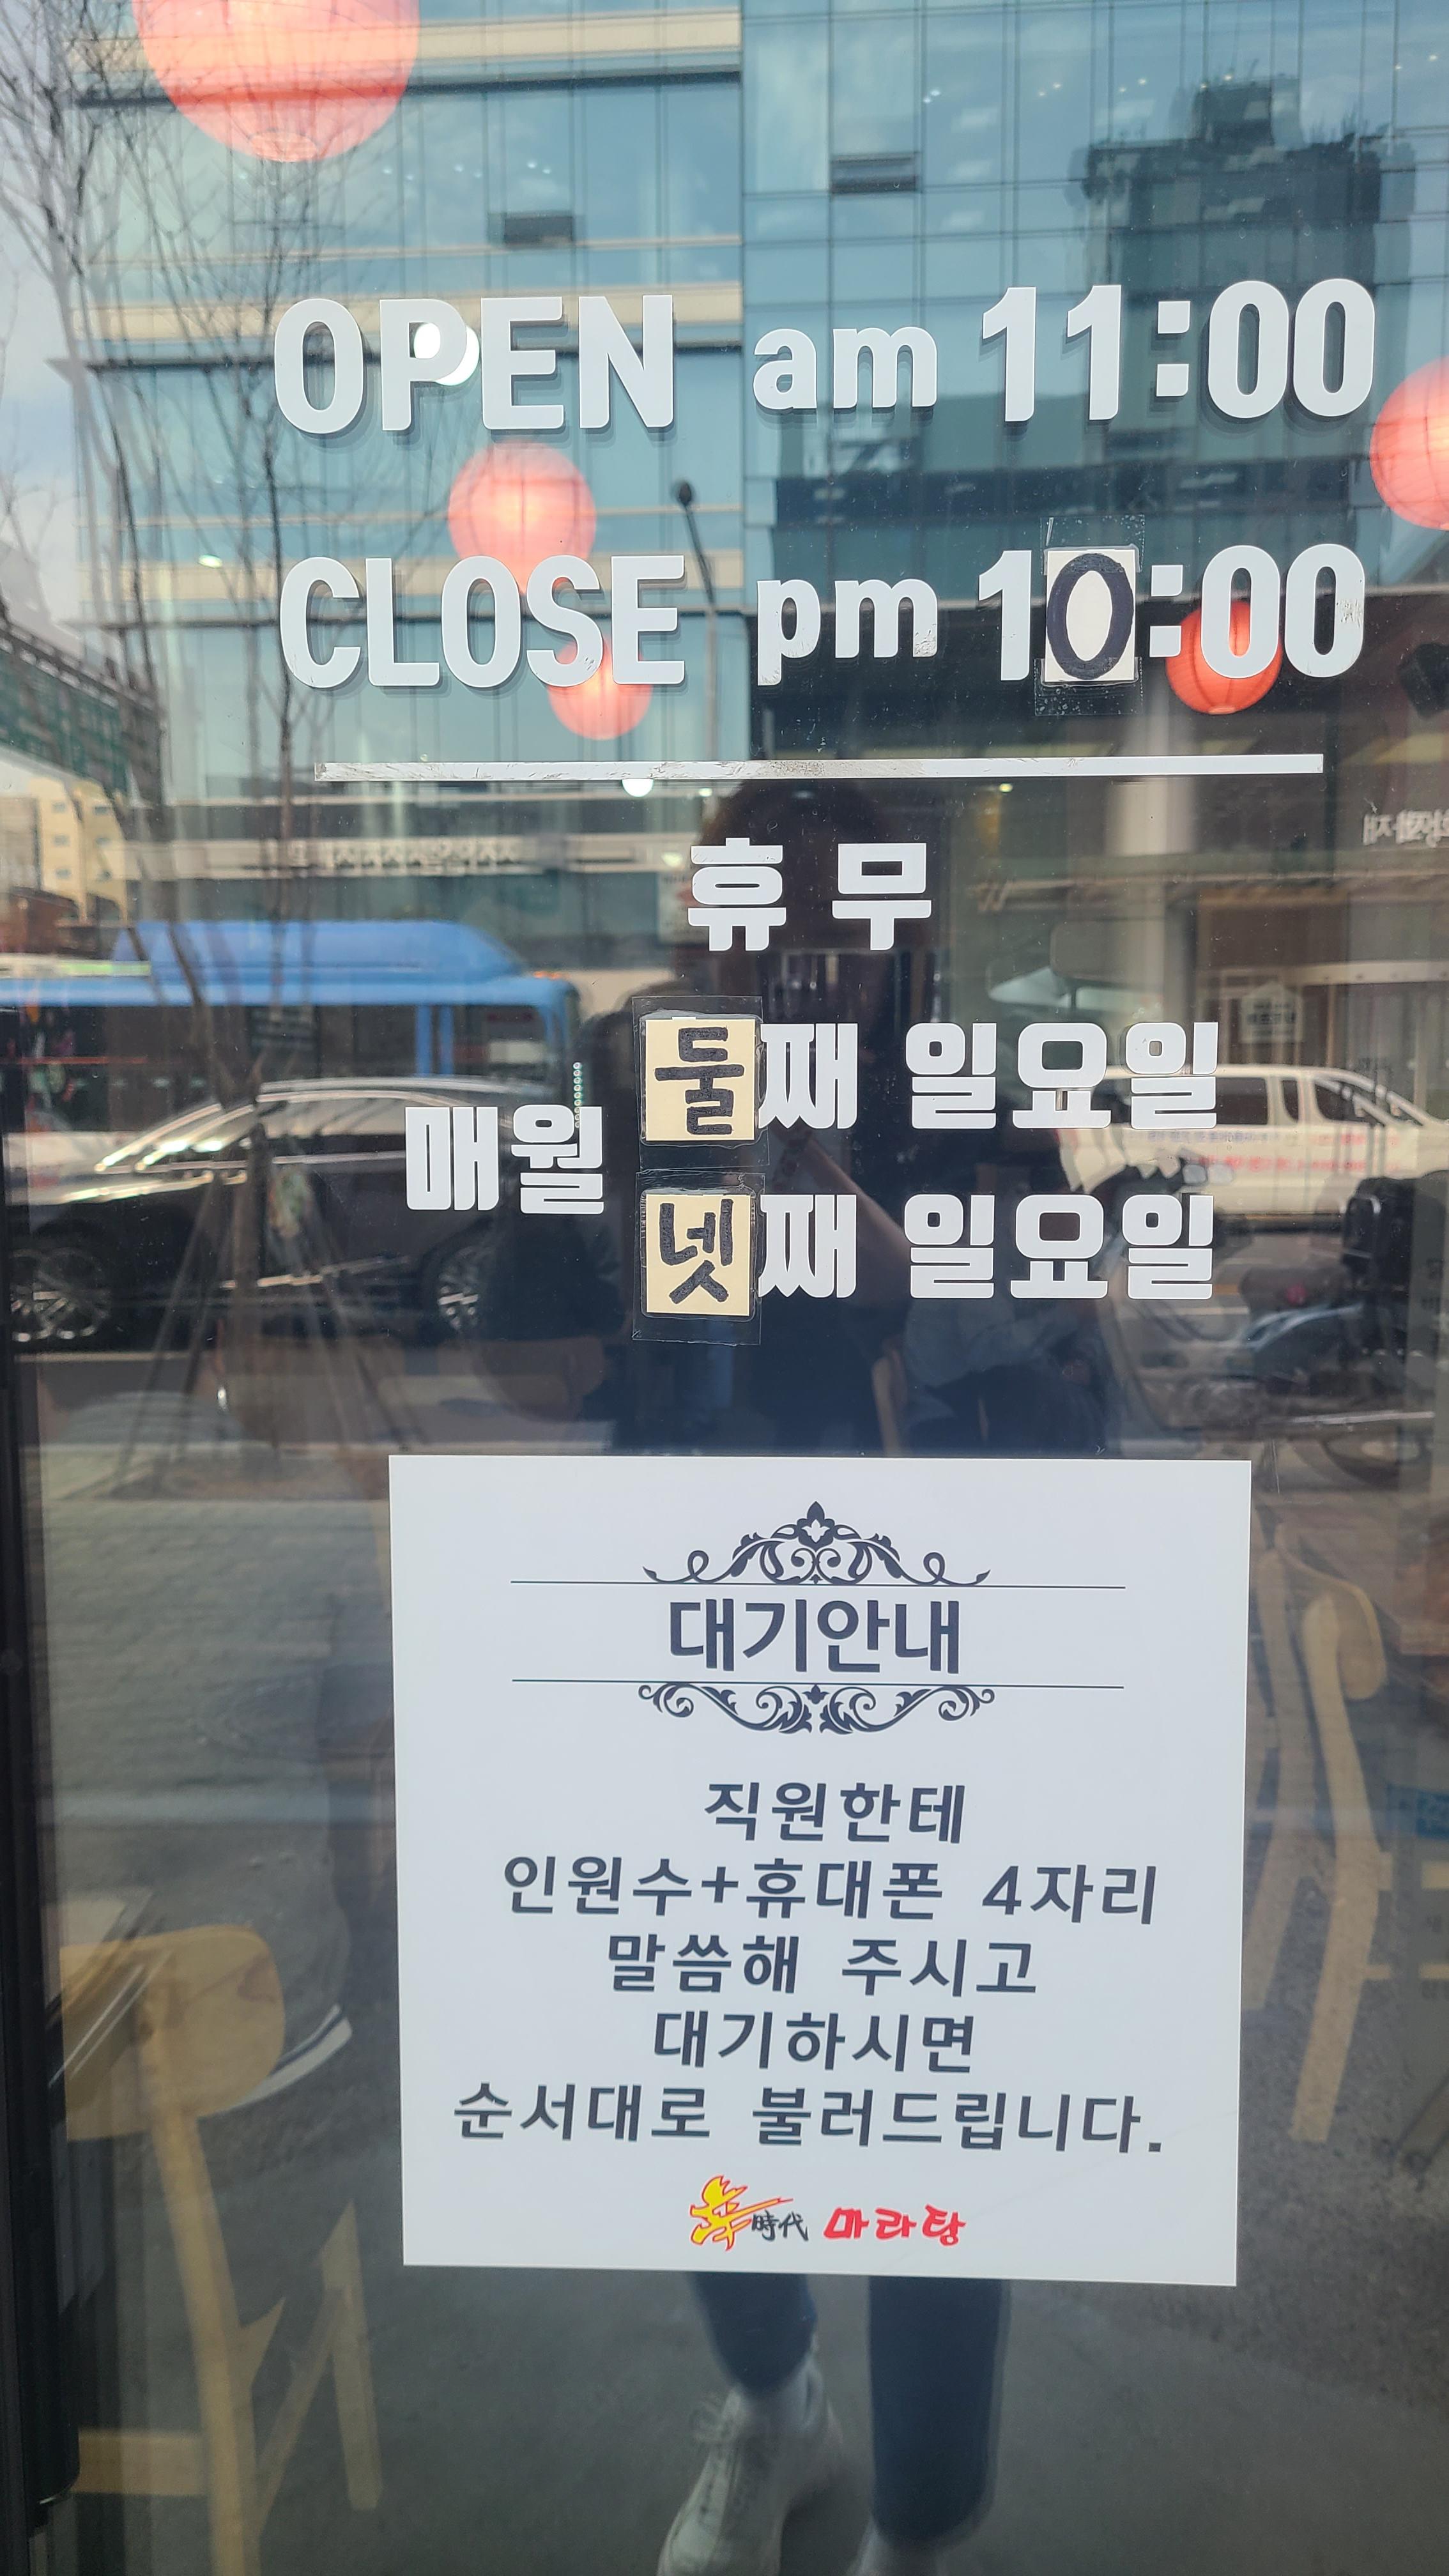 OPEN am 11:00
CLOSE pm 10:00
휴무
매월
둘째 일요일
넷째 일요일
대기안내
직원한테
인원수+휴대폰 4자리
말씀해 주시고
대기하시면
순서대로 불러드립니다.
辛時代 마라탕